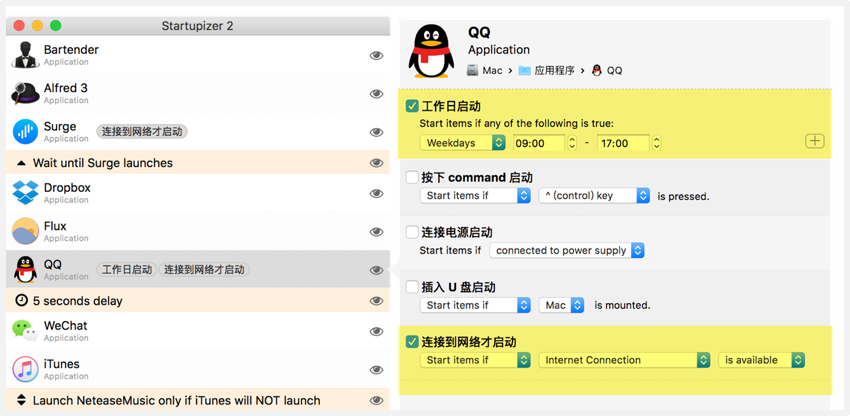 Startupizer 2
Bartender
Application
Alfred 3
Application
Surge 连接到网络才启动
Application
Wait until Surge launches
Dropbox
Application
Flux
Application
QQ 工作日启动 连接到网络才启动
Application
5 seconds delay
WeChat
Application
iTunes
Application
Launch NeteaseMusic only if iTunes will NOT launch
QQ
Application
Mac › 应用程序 › QQ
工作日启动
Start items if any of the following is true:
Weekdays 09:00 - 17:00
按下 command 启动
Start items if ^ (control) key is pressed.
连接电源启动
Start items if connected to power supply
插入 U 盘启动
Start items if Mac is mounted.
连接到网络才启动
Start items if Internet Connection is available